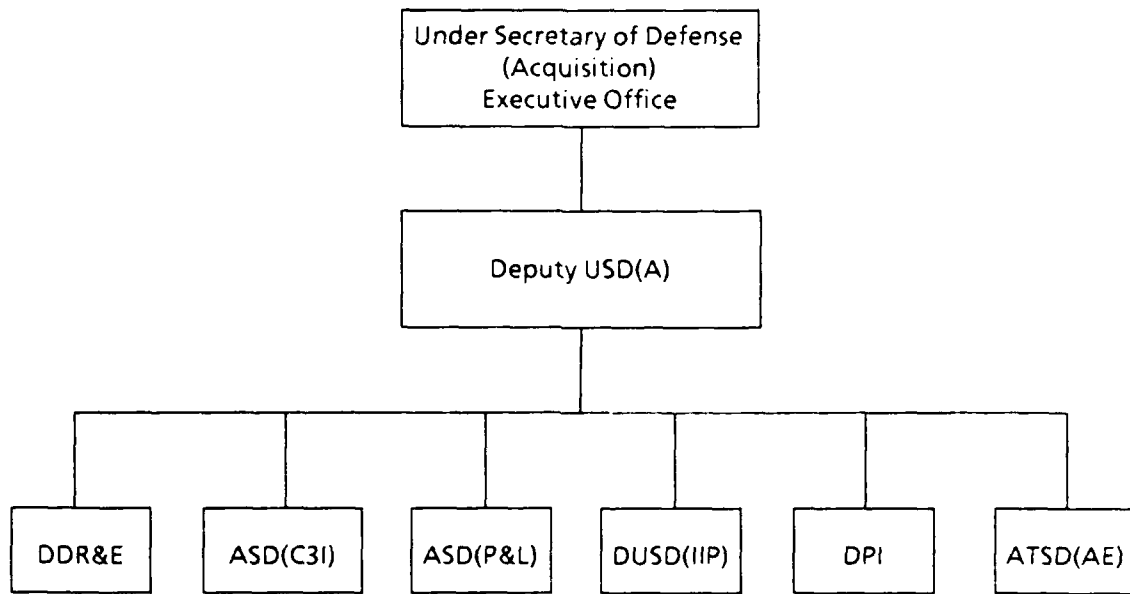 Under Secretary of Defense
(Acquisition)
Executive Office
Deputy USD(A)
DDR&E
ASD(C3I)
ASD(P&L)
DUSD(IIP)
DPI
ATSD(AE)